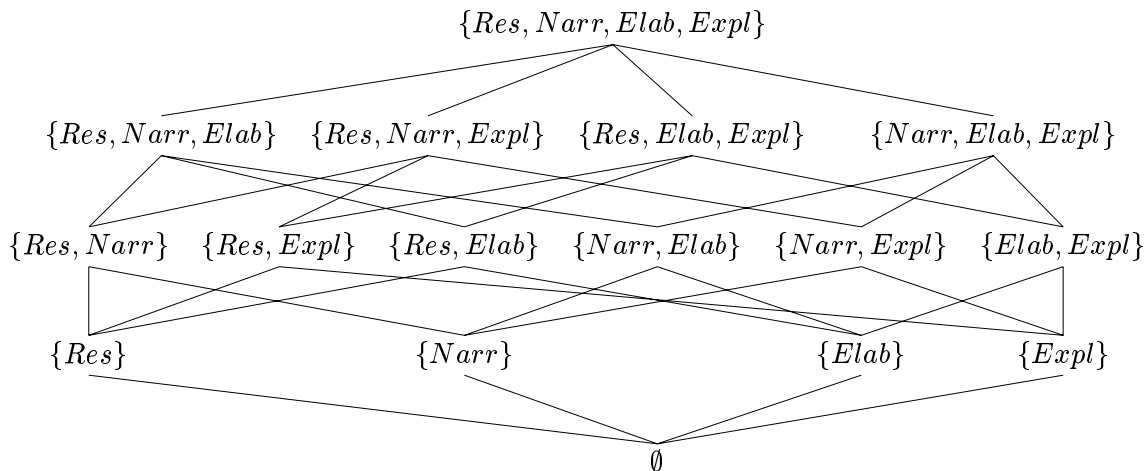 {Res, Narr, Elab, Expl}
{Res, Narr, Elab} {Res, Narr, Expl} {Res, Elab, Expl} {Narr, Elab, Expl}
{Res, Narr} {Res, Expl} {Res, Elab} {Narr, Elab} {Narr, Expl} {Elab, Expl}
{Res} {Narr} {Elab} {Expl}
∅